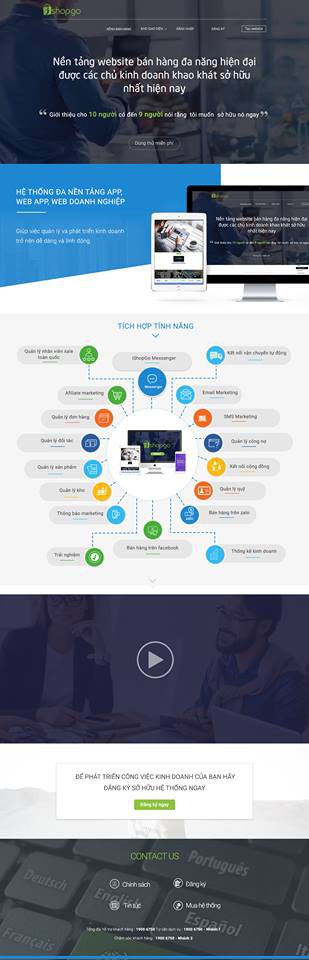 ishopgo
KÊNH BÁN HÀNG KHO GIAO DIỆN ĐĂNG NHẬP ĐĂNG KÝ Tạo website
Nền tảng website bán hàng đa năng hiện đại
được các chủ kinh doanh khao khát sở hữu
nhất hiện nay
“ Giới thiệu cho 10 người có đến 9 người nói rằng tôi muốn sở hữu nó ngay ”
Dùng thử miễn phí
HỆ THỐNG ĐA NỀN TẢNG APP,
WEB APP, WEB DOANH NGHIỆP
Giúp việc quản lý và phát triển kinh doanh
trở nên dễ dàng và linh động.
ishopgo
Nền tảng website bán hàng đa năng hiện đại
được các chủ kinh doanh khao khát sở hữu
nhất hiện nay
TÍCH HỢP TÍNH NĂNG
Quản lý nhân viên sale
toàn quốc
IShopGo Messenger
Messenger
Kết nối vận chuyển tự động
Afiliate marketing
Email Marketing
Quản lý đơn hàng
SMS Marketing
Quản lý đối tác
Quản lý công nợ
ishopgo
Quản lý sản phẩm
Kết nối cộng đồng
Quản lý kho
Quản lý quỹ
Thông báo marketing
Bán hàng trên zalo
Trải nghiệm
Bán hàng trên facebook
Thống kê kinh doanh
ĐỂ PHÁT TRIỂN CÔNG VIỆC KINH DOANH CỦA BẠN HÃY
ĐĂNG KÝ SỞ HỮU HỆ THỐNG NGAY
Đăng ký ngay
CONTACT US
Chính sách
Đăng ký
Tin tức
Mua hệ thống
Português
Deutsch
English
Español
Français
Italiano
Tổng đài hỗ trợ khách hàng : 1900 6750 Tư vấn dịch vụ : 1900 6750 - Nhánh 1
Chăm sóc khách hàng : 1900 6750 - Nhánh 2